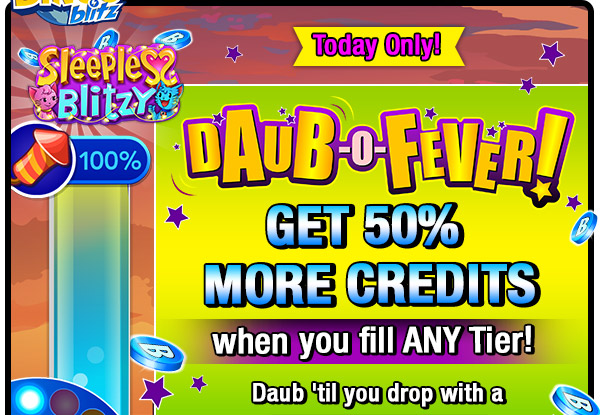 blitz
Today Only!
SleepleSS
BlitzY
100%
DAUB-O-FEVER!
GET 50%
MORE CREDITS
when you fill ANY Tier!
Daub 'til you drop with a
B
B
B
B